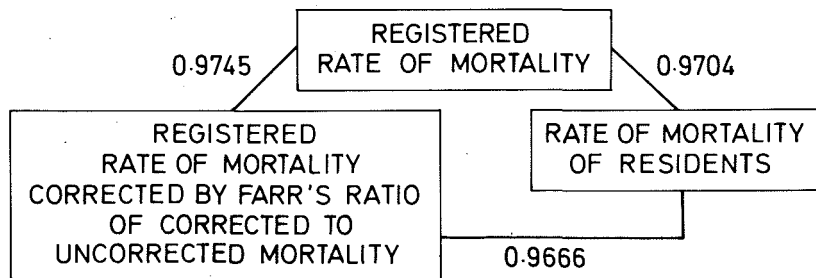 REGISTERED
RATE OF MORTALITY
0·9745
0·9704
REGISTERED
RATE OF MORTALITY
CORRECTED BY FARR'S RATIO
OF CORRECTED TO
UNCORRECTED MORTALITY
RATE OF MORTALITY
OF RESIDENTS
0·9666